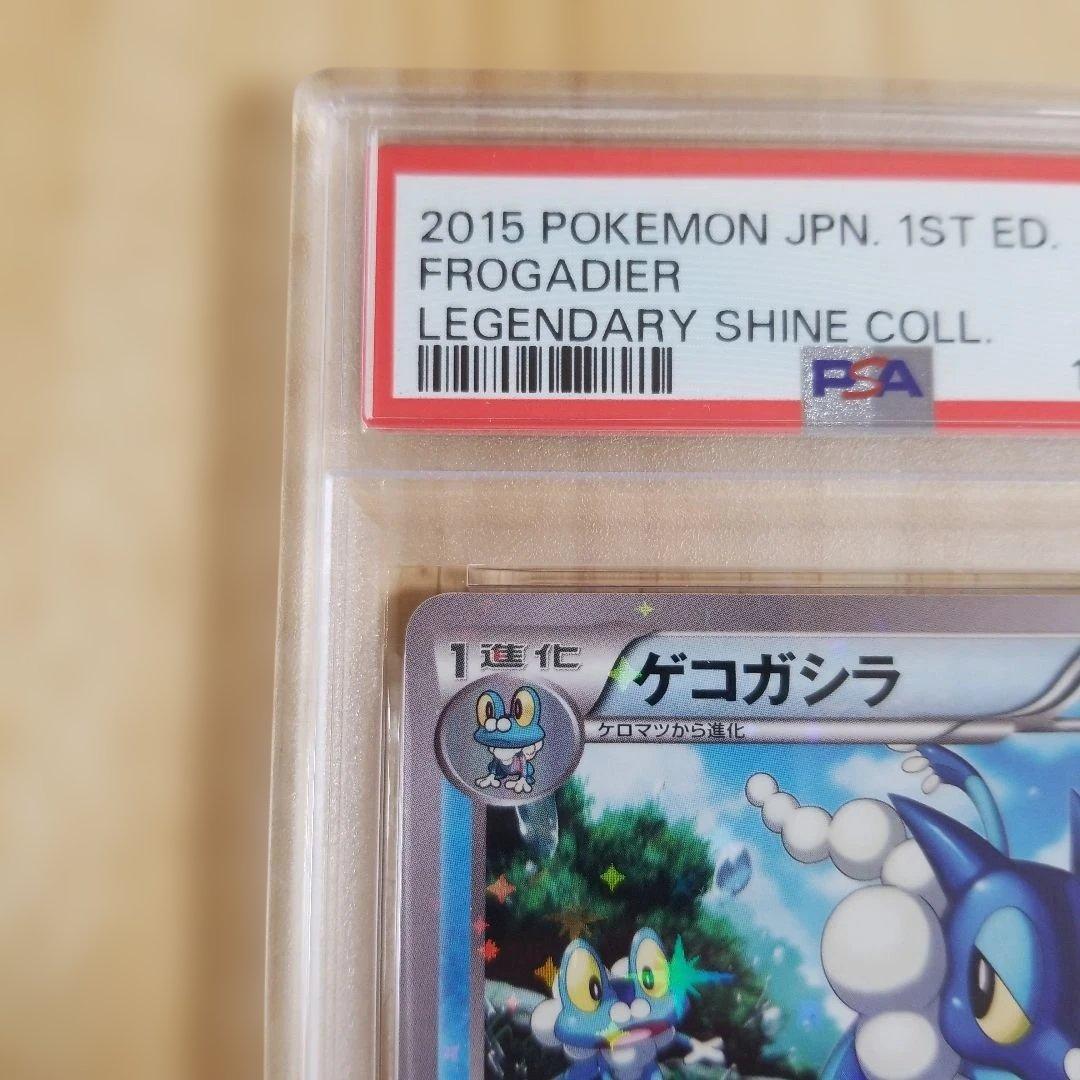 2015 POKEMON JPN. 1ST ED.
FROGADIER
LEGENDARY SHINE COLL.
PSA
1進化
ゲコガシラ
ケロマツから進化